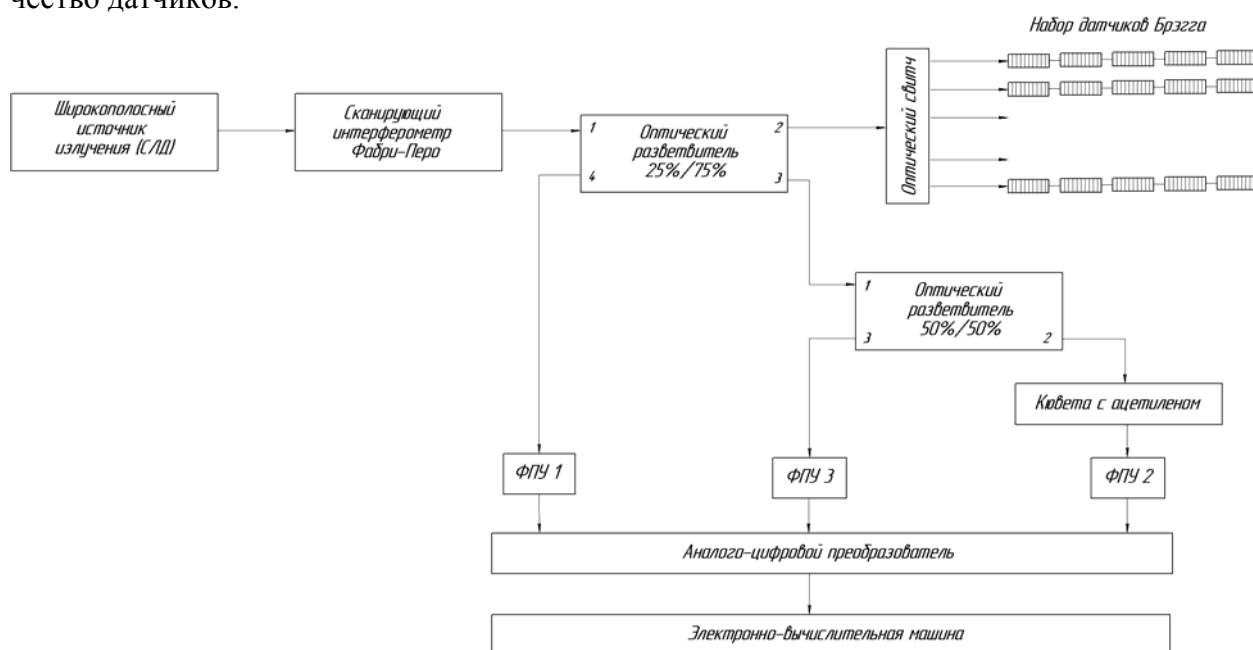 чество датчиков.
Набор датчиков Брэгга
Широкополосный
источник
излучения (СЛД)
Сканирующий
интерферометр
Фабри-Перо
1
Оптический
разветвитель
25%/75%
2
4
3
Оптический свитч
1
Оптический
разветвитель
50%/50%
3
2
Кювета с ацетиленом
ФПУ 1
ФПУ 3
ФПУ 2
Аналого-цифровой преобразователь
Электронно-вычислительная машина